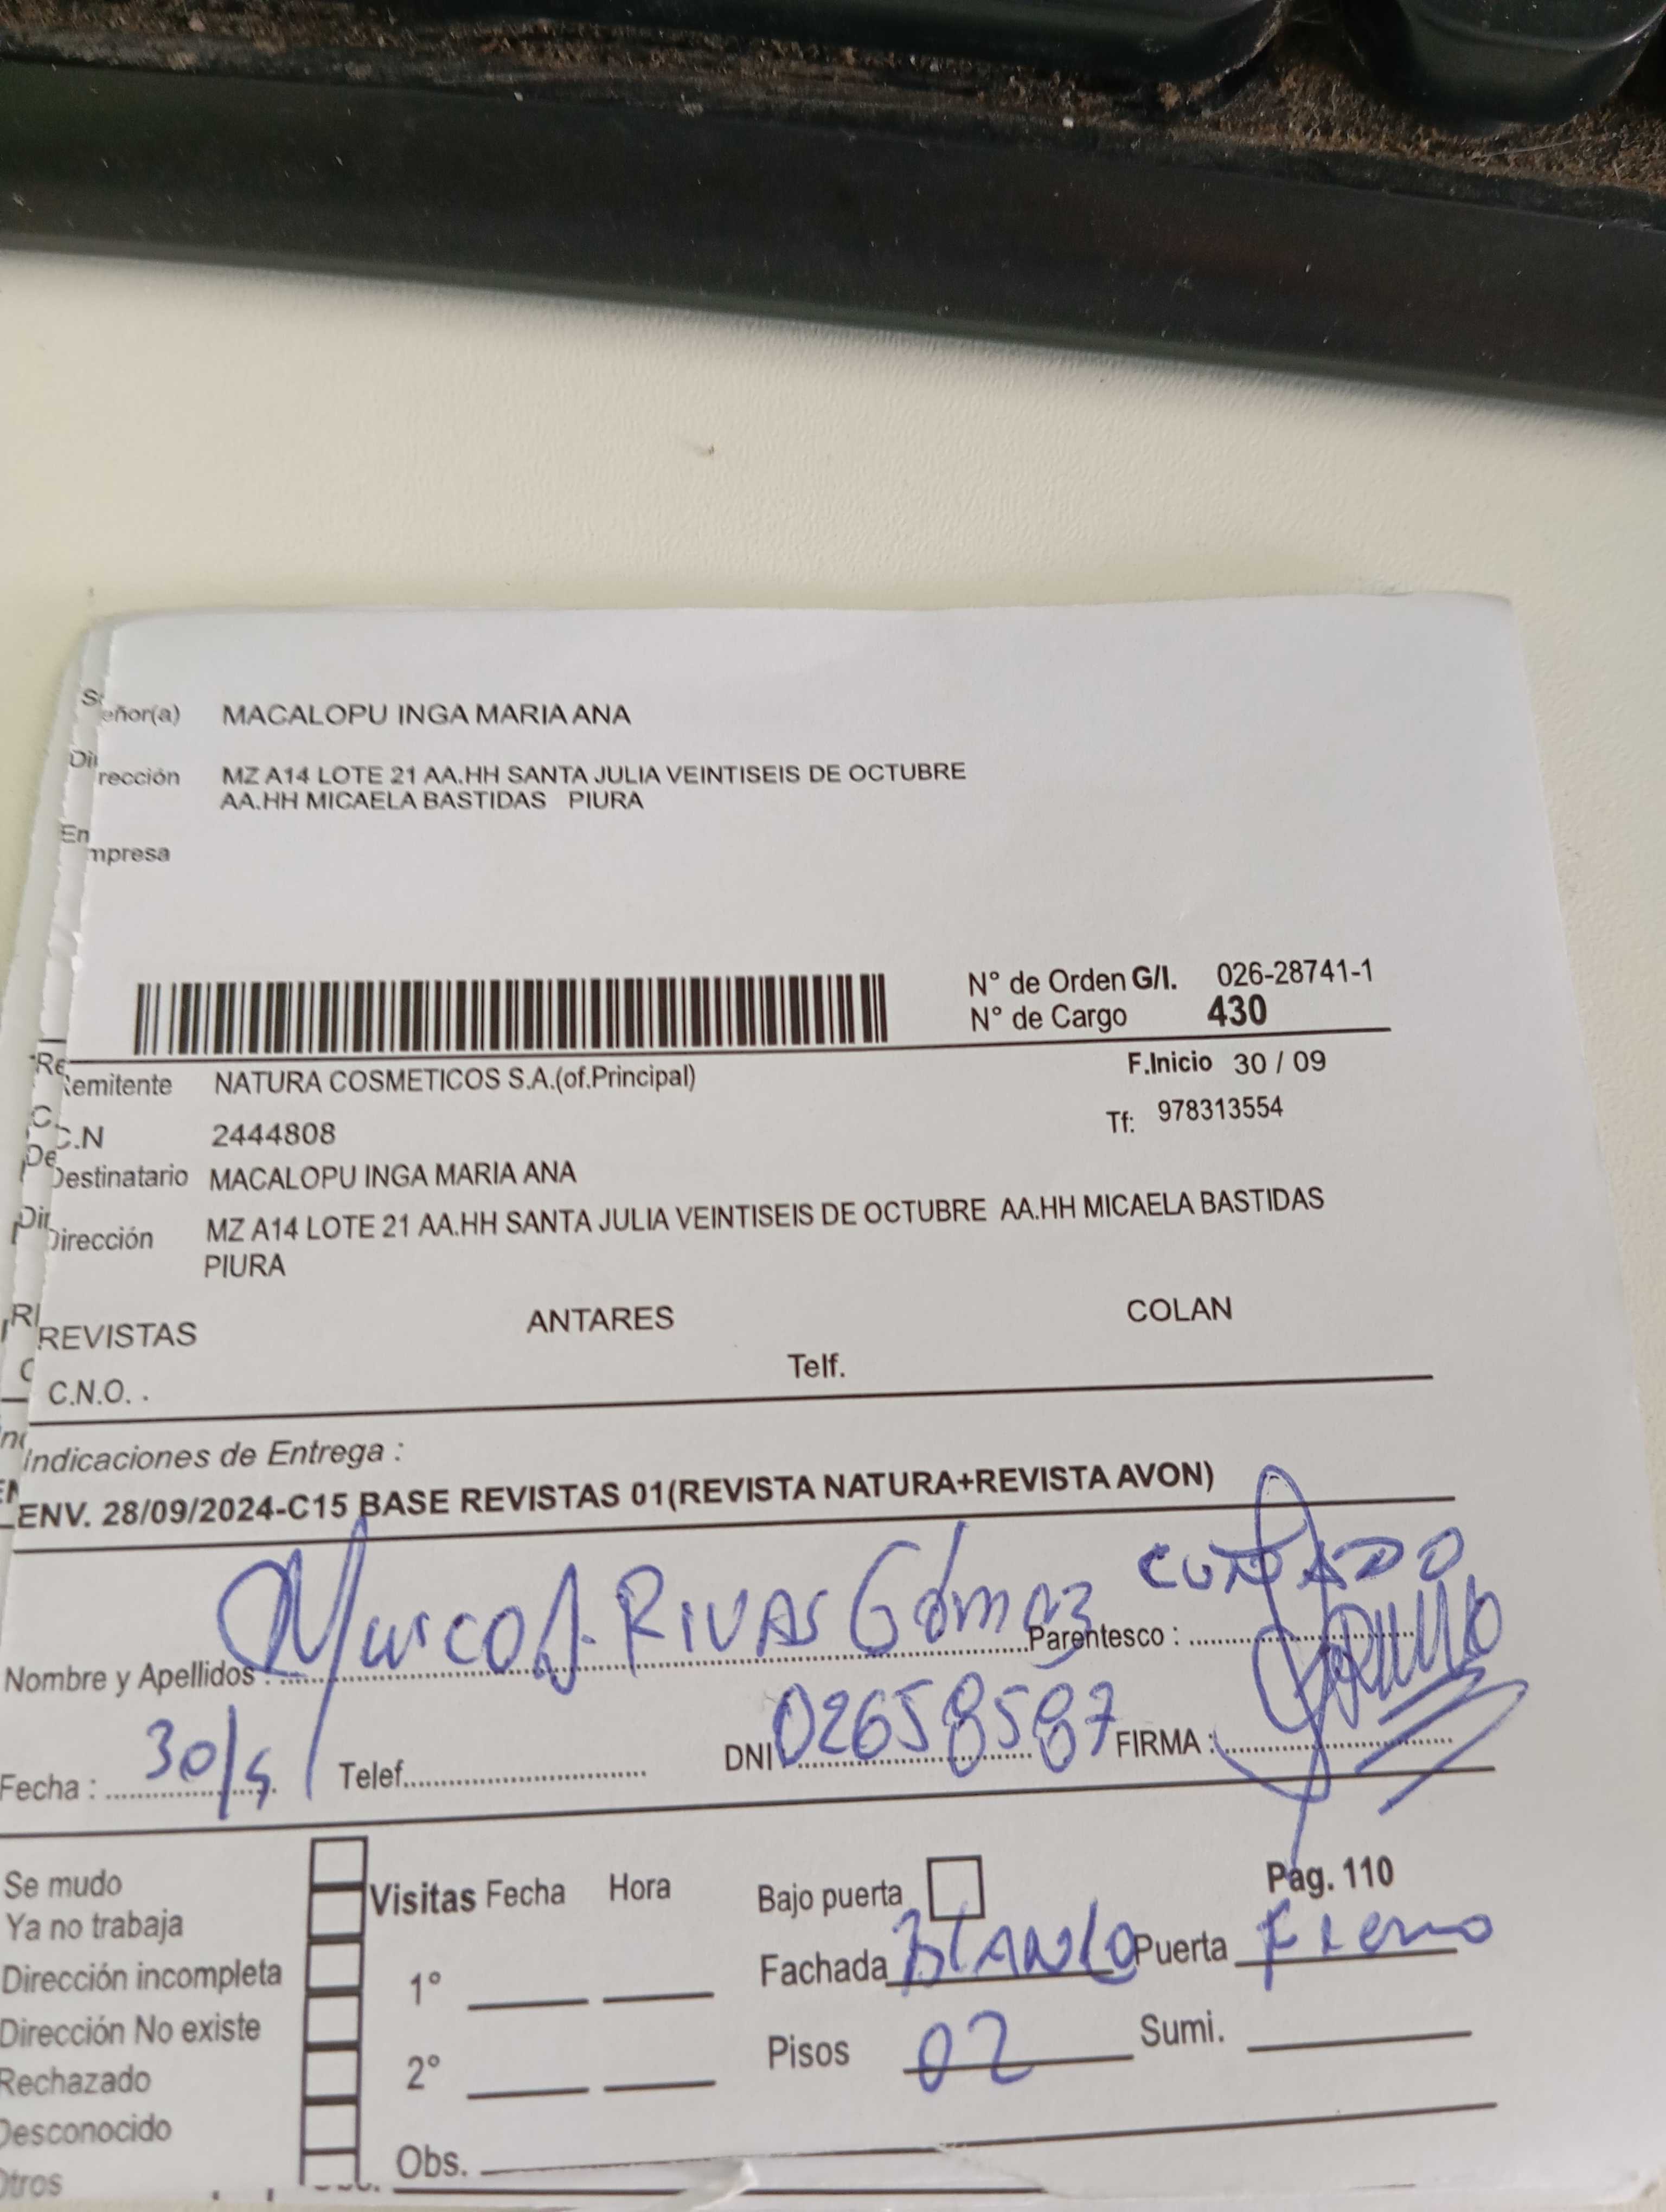 Señor(a) MACALOPU INGA MARIA ANA
Dirección MZ A14 LOTE 21 AA.HH SANTA JULIA VEINTISEIS DE OCTUBRE
AA.HH MICAELA BASTIDAS PIURA
Empresa
N° de Orden G/I. 026-28741-1
N° de Cargo 430
F.Inicio 30 / 09
Remitente NATURA COSMETICOS S.A.(of.Principal)
Tf: 978313554
C.N 2444808
Destinatario MACALOPU INGA MARIA ANA
Dirección MZ A14 LOTE 21 AA.HH SANTA JULIA VEINTISEIS DE OCTUBRE AA.HH MICAELA BASTIDAS
PIURA
REVISTAS ANTARES COLAN
C.N.O. . Telf.
Indicaciones de Entrega :
ENV. 28/09/2024-C15 BASE REVISTAS 01(REVISTA NATURA+REVISTA AVON)
Nombre y Apellidos : Marco A. RIVAS Gómez Parentesco : CUÑADO
Fecha : 30/9 Telef. DNI 02658587 FIRMA :
Se mudo
Ya no trabaja
Dirección incompleta
Dirección No existe
Rechazado
Desconocido
Otros
Visitas Fecha Hora
1°
2°
Bajo puerta Pag. 110
Fachada BLANCO Puerta Fierro
Pisos 02 Sumi.
Obs.